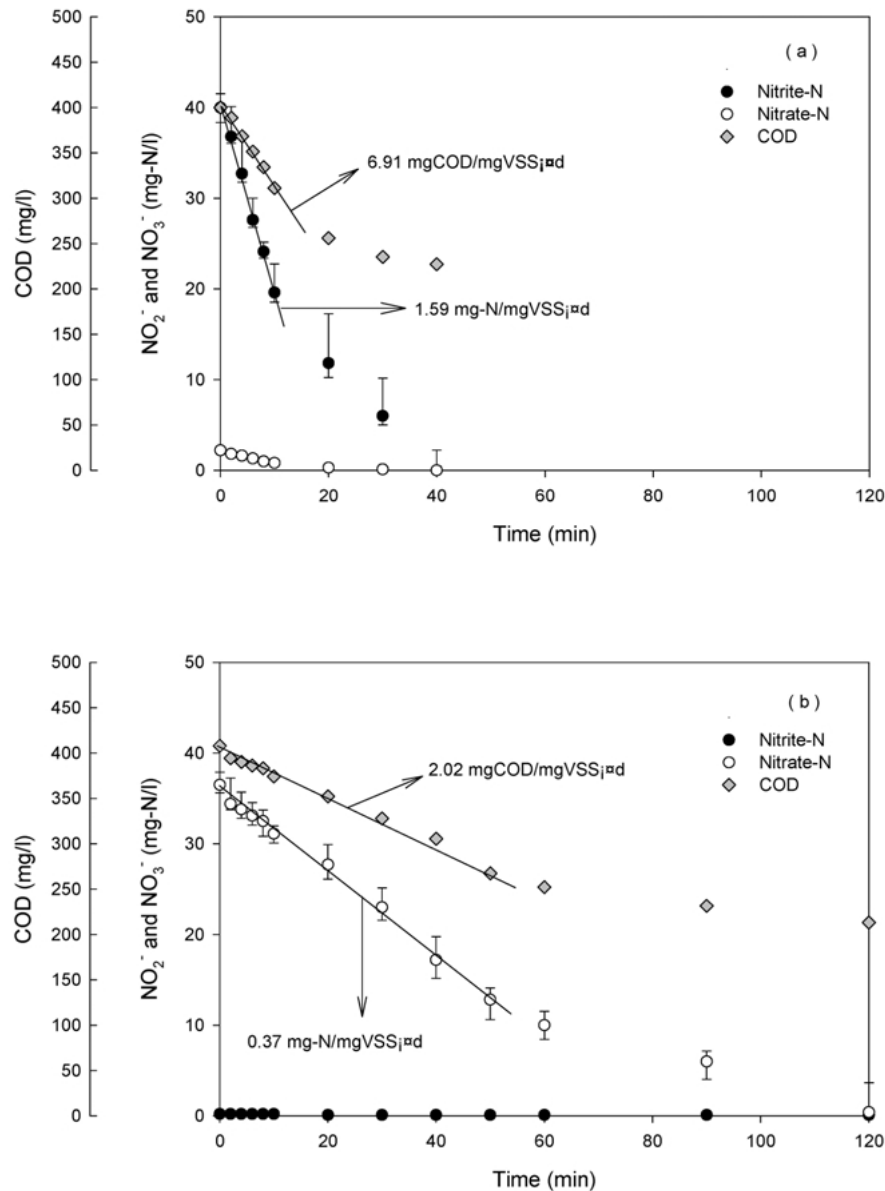 ( a )
Nitrite-N
Nitrate-N
COD
6.91 mgCOD/mgVSS¡¤d
1.59 mg-N/mgVSS¡¤d
COD (mg/l)
500
450
400
350
300
250
200
150
100
50
0
NO₂⁻ and NO₃⁻ (mg-N/l)
50
40
30
20
10
0
0 20 40 60 80 100 120
Time (min)
( b )
Nitrite-N
Nitrate-N
COD
2.02 mgCOD/mgVSS¡¤d
0.37 mg-N/mgVSS¡¤d
COD (mg/l)
500
450
400
350
300
250
200
150
100
50
0
NO₂⁻ and NO₃⁻ (mg-N/l)
50
40
30
20
10
0
0 20 40 60 80 100 120
Time (min)